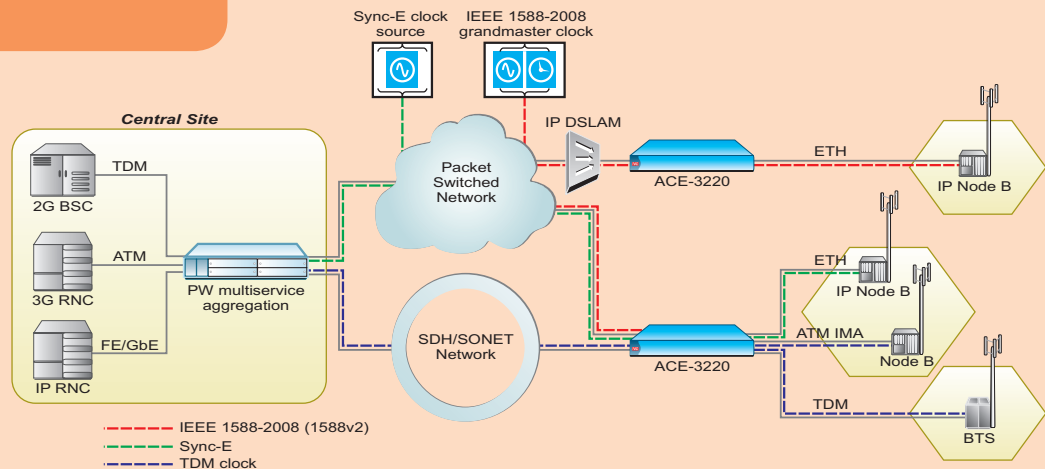 Sync-E clock
source
IEEE 1588-2008
grandmaster clock
Central Site
IP DSLAM
TDM
2G BSC
Packet
Switched
Network
ACE-3220
ETH
IP Node B
ATM
3G RNC
PW multiservice
aggregation
ETH
IP Node B
FE/GbE
IP RNC
SDH/SONET
Network
ACE-3220
ATM IMA
Node B
TDM
BTS
IEEE 1588-2008 (1588v2)
Sync-E
TDM clock